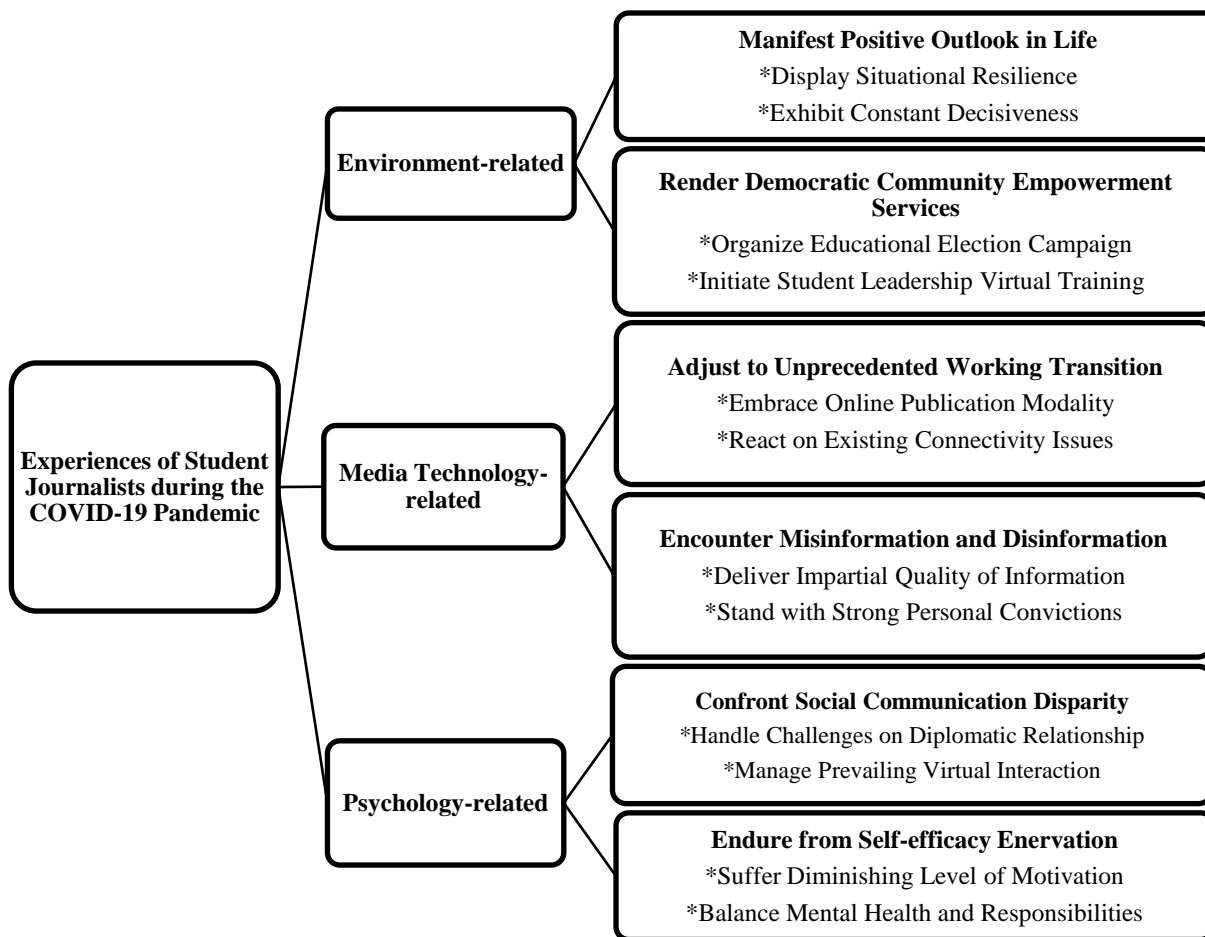 Experiences of Student
Journalists during the
COVID-19 Pandemic
Environment-related
Manifest Positive Outlook in Life
*Display Situational Resilience
*Exhibit Constant Decisiveness
Render Democratic Community Empowerment
Services
*Organize Educational Election Campaign
*Initiate Student Leadership Virtual Training
Media Technology-
related
Adjust to Unprecedented Working Transition
*Embrace Online Publication Modality
*React on Existing Connectivity Issues
Encounter Misinformation and Disinformation
*Deliver Impartial Quality of Information
*Stand with Strong Personal Convictions
Psychology-related
Confront Social Communication Disparity
*Handle Challenges on Diplomatic Relationship
*Manage Prevailing Virtual Interaction
Endure from Self-efficacy Enervation
*Suffer Diminishing Level of Motivation
*Balance Mental Health and Responsibilities